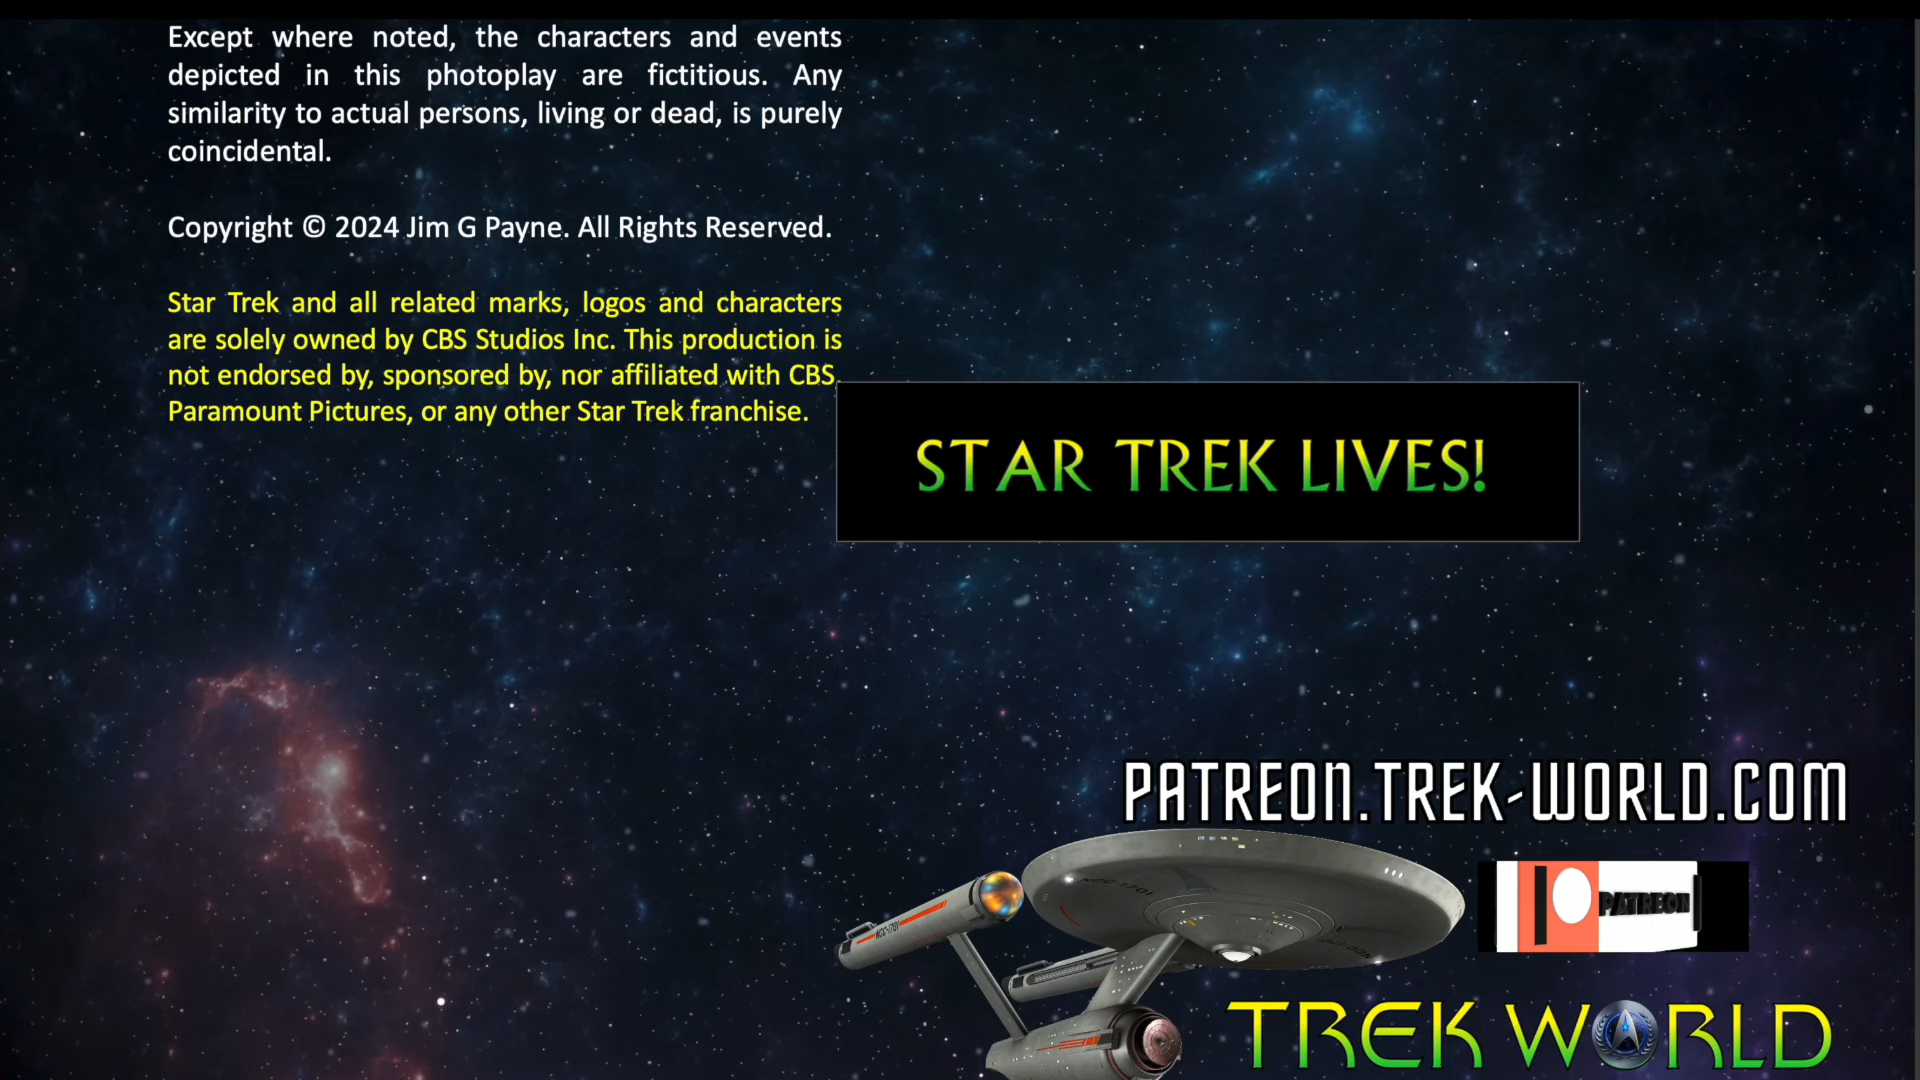 Except where noted, the characters and events
depicted in this photoplay are fictitious. Any
similarity to actual persons, living or dead, is purely
coincidental.
Copyright © 2024 Jim G Payne. All Rights Reserved.
Star Trek and all related marks, logos and characters
are solely owned by CBS Studios Inc. This production is
not endorsed by, sponsored by, nor affiliated with CBS,
Paramount Pictures, or any other Star Trek franchise.
STAR TREK LIVES!
PATREON.TREK-WORLD.COM
NCC-1701
NCC-1701
PATREON
TREK WORLD